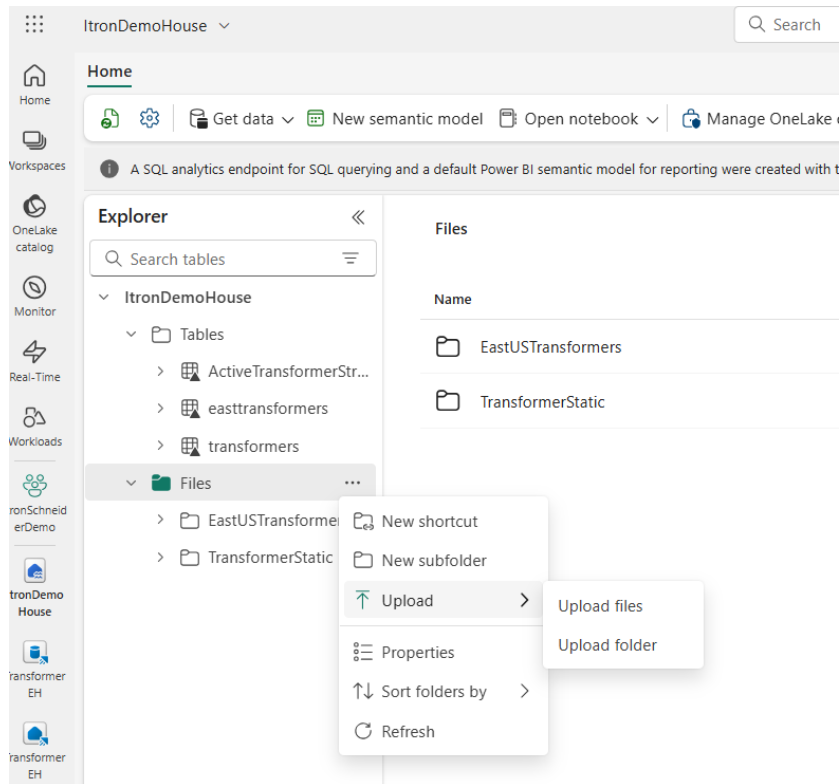 ItronDemoHouse
Search
Home
Home
Get data
New semantic model
Open notebook
Manage OneLake
Workspaces
A SQL analytics endpoint for SQL querying and a default Power BI semantic model for reporting were created with
OneLake
catalog
Monitor
Real-Time
Workloads
ronSchneid
erDemo
tronDemo
House
ransformer
EH
ransformer
EH
Explorer
Search tables
ItronDemoHouse
Tables
ActiveTransformerStr...
easttransformers
transformers
Files
...
EastUSTransforme
TransformerStatic
New shortcut
New subfolder
Upload
Properties
Sort folders by
Refresh
Upload files
Upload folder
Files
Name
EastUSTransformers
TransformerStatic